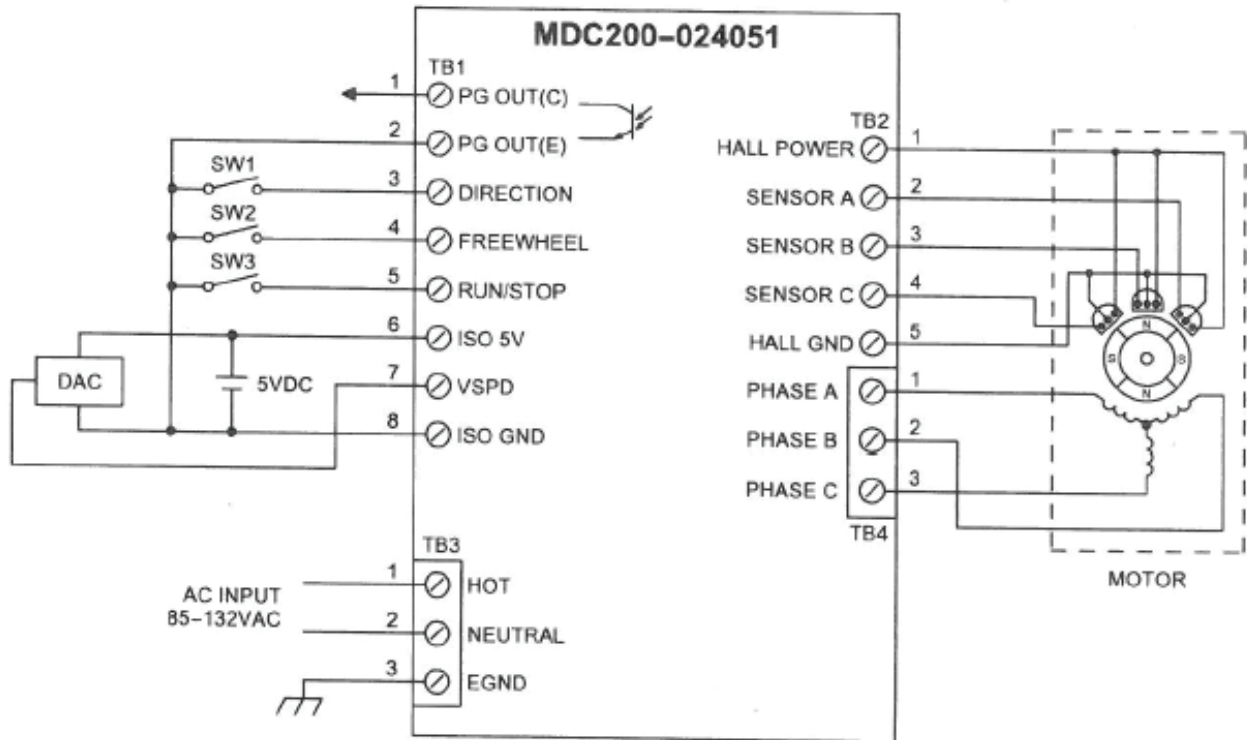 MDC200-024051
TB1
1 PG OUT(C)
2 PG OUT(E)
SW1
3 DIRECTION
SW2
4 FREEWHEEL
SW3
5 RUN/STOP
6 ISO 5V
DAC
5VDC
7 VSPD
8 ISO GND
TB3
AC INPUT
85-132VAC
1 HOT
2 NEUTRAL
3 EGND
TB2
HALL POWER 1
SENSOR A 2
SENSOR B 3
SENSOR C 4
HALL GND 5
PHASE A 1
PHASE B 2
PHASE C 3
TB4
N
S
S
N
MOTOR